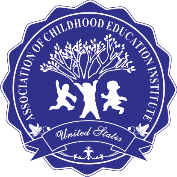 ASSOCIATION OF CHILDHOOD EDUCATION INSTITUTE
United States